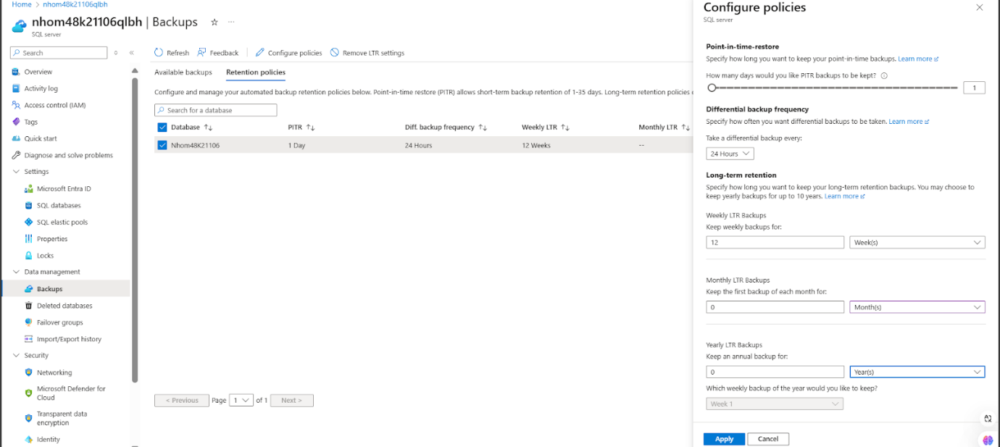 Home > nhom48k21106qlbh
nhom48k21106qlbh | Backups
SQL server
Search
Overview
Activity log
Access control (IAM)
Tags
Quick start
Diagnose and solve problems
Settings
Microsoft Entra ID
SQL databases
SQL elastic pools
Properties
Locks
Data management
Backups
Deleted databases
Failover groups
Import/Export history
Security
Networking
Microsoft Defender for
Cloud
Transparent data
encryption
Identity
Refresh Feedback Configure policies Remove LTR settings
Available backups Retention policies
Configure and manage your automated backup retention policies below. Point-in-time restore (PITR) allows short-term backup retention of 1-35 days. Long-term retention policies
Search for a database
Database PITR Diff. backup frequency Weekly LTR Monthly LTR
Nhom48K21106 1 Day 24 Hours 12 Weeks --
< Previous Page 1 of 1 Next >
Configure policies
SQL server
Point-in-time-restore
Specify how long you want to keep your point-in-time backups. Learn more
How many days would you like PITR backups to be kept?
1
Differential backup frequency
Specify how often you want differential backups to be taken. Learn more
Take a differential backup every:
24 Hours
Long-term retention
Specify how long you want to keep your long-term retention backups. You may choose to
keep yearly backups for up to 10 years. Learn more
Weekly LTR Backups
Keep weekly backups for:
12 Week(s)
Monthly LTR Backups
Keep the first backup of each month for:
0 Month(s)
Yearly LTR Backups
Keep an annual backup for:
0 Year(s)
Which weekly backup of the year would you like to keep?
Week 1
Apply Cancel